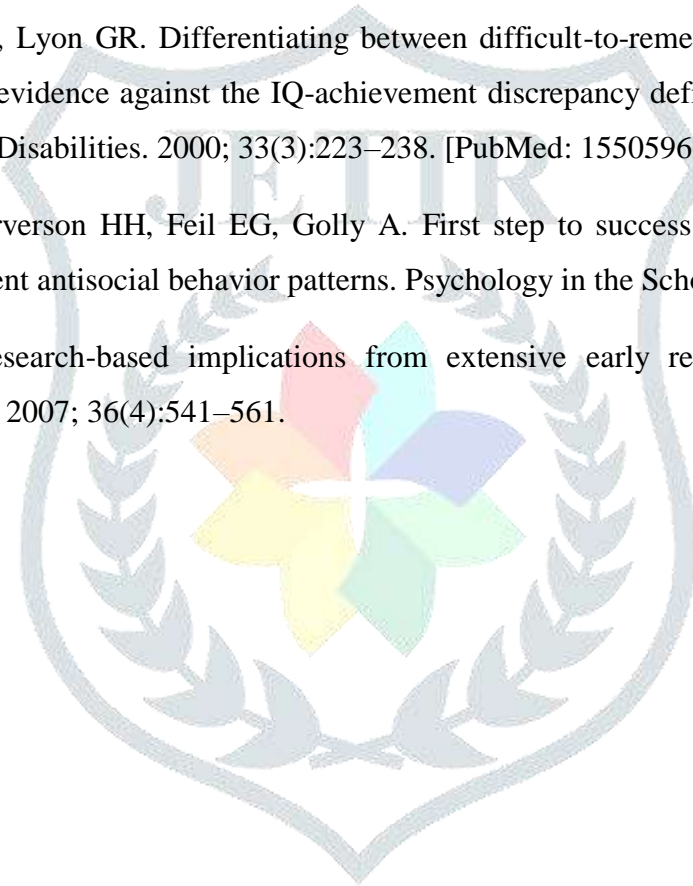 , Lyon GR. Differentiating between difficult-to-reme
evidence against the IQ-achievement discrepancy defi
Disabilities. 2000; 33(3):223–238. [PubMed: 1550596
JETIR
rverson HH, Feil EG, Golly A. First step to success
ent antisocial behavior patterns. Psychology in the Scho
esearch-based implications from extensive early re
2007; 36(4):541–561.